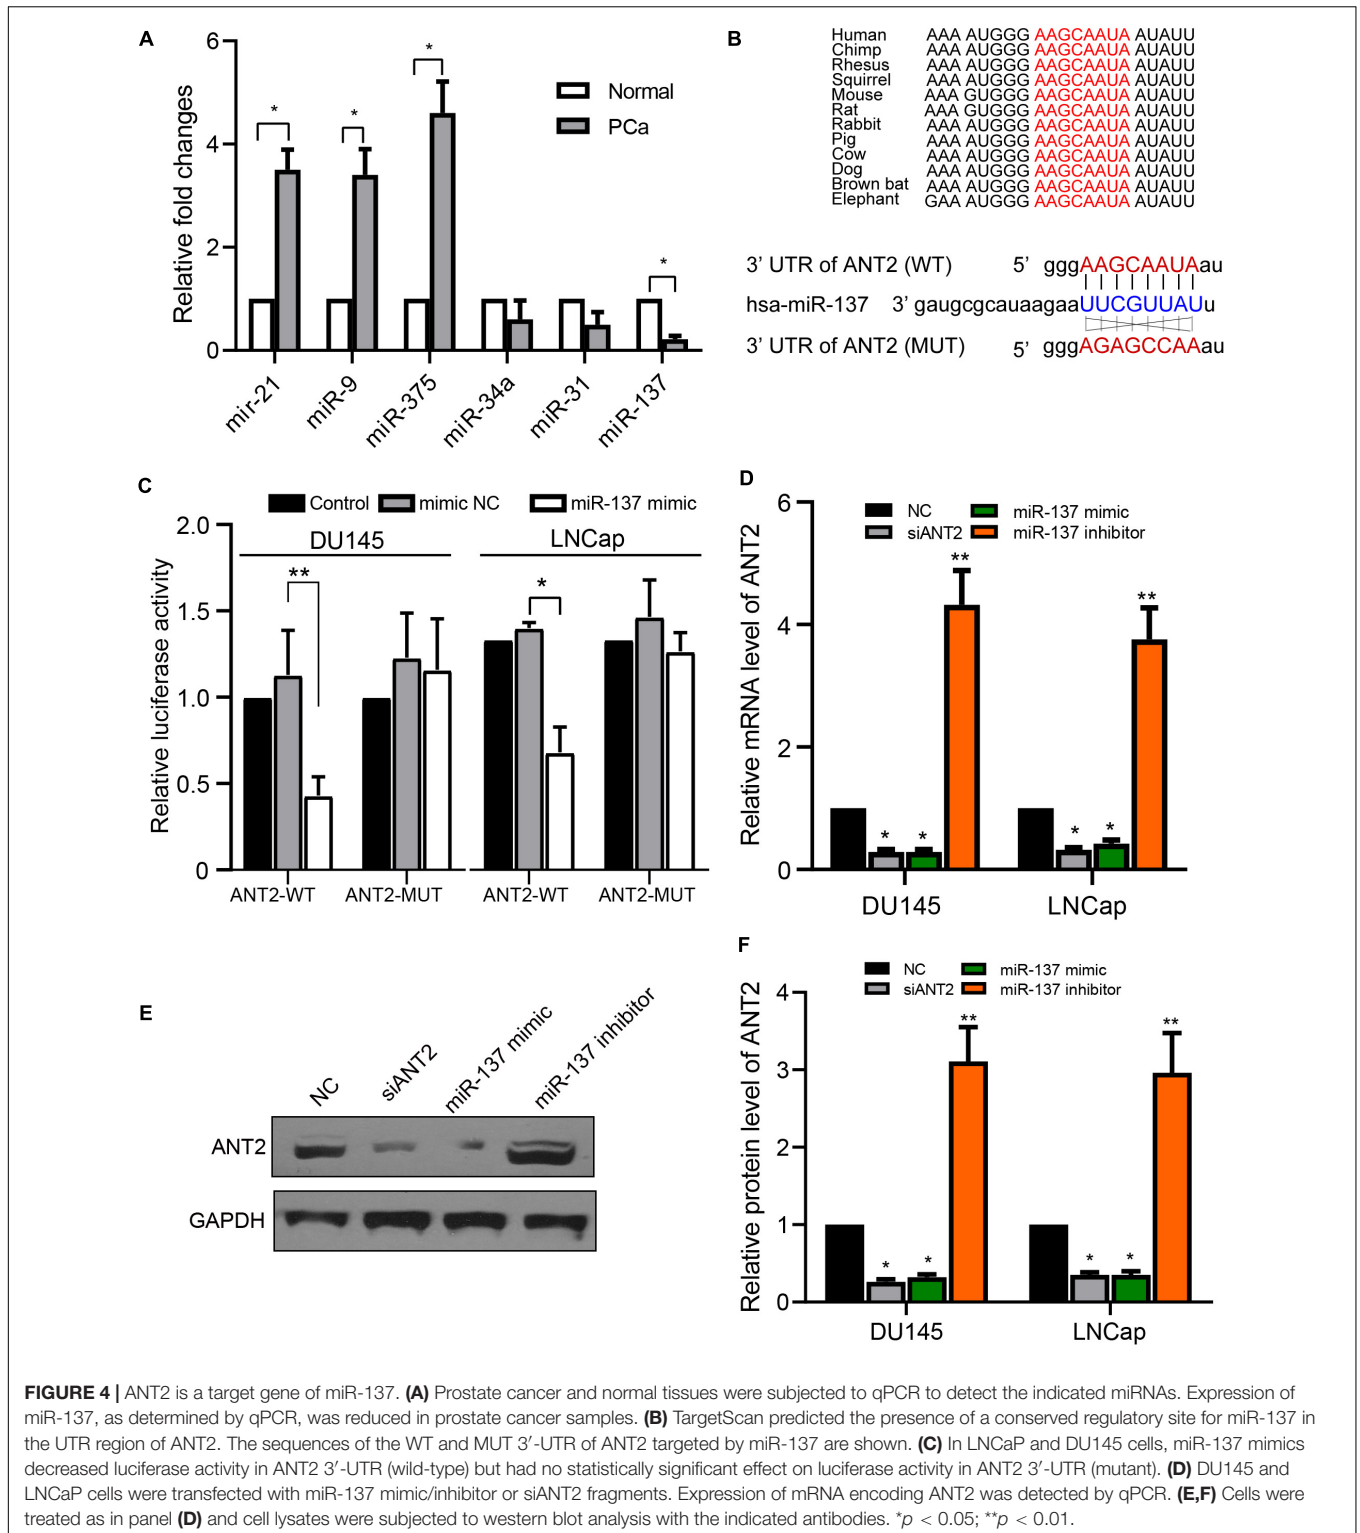 A
6
4
2
0
Relative fold changes
*
*
*
*
Normal
PCa
mir-21
miR-9
miR-375
miR-34a
miR-31
miR-137
B
Human AAA AUGGG AAGCAAUA AUAUU
Chimp AAA AUGGG AAGCAAUA AUAUU
Rhesus AAA AUGGG AAGCAAUA AUAUU
Squirrel AAA AUGGG AAGCAAUA AUAUU
Mouse AAA GUGGG AAGCAAUA AUAUU
Rat AAA GUGGG AAGCAAUA AUAUU
Rabbit AAA AUGGG AAGCAAUA AUAUU
Pig AAA AUGGG AAGCAAUA AUAUU
Cow AAA AUGGG AAGCAAUA AUAUU
Dog AAA AUGGG AAGCAAUA AUAUU
Brown bat AAA AUGGG AAGCAAUA AUAUU
Elephant GAA AUGGG AAGCAAUA AUAUU
3’ UTR of ANT2 (WT) 5’ gggAAGCAAUAau
hsa-miR-137 3’ gaugcgcauaagaaUUCGUUAUu
3’ UTR of ANT2 (MUT) 5’ gggAGAGCCAAau
C
Control mimic NC miR-137 mimic
2.0
1.5
1.0
0.5
0
Relative luciferase activity
DU145
LNCap
**
*
ANT2-WT ANT2-MUT ANT2-WT ANT2-MUT
D
6
4
2
0
Relative mRNA level of ANT2
NC miR-137 mimic
siANT2 miR-137 inhibitor
* * **
* * **
DU145 LNCap
E
NC
siANT2
miR-137 mimic
miR-137 inhibitor
ANT2
GAPDH
F
NC miR-137 mimic
siANT2 miR-137 inhibitor
4
3
2
1
0
Relative protein level of ANT2
* * **
* * **
DU145 LNCap
FIGURE 4 | ANT2 is a target gene of miR-137. (A) Prostate cancer and normal tissues were subjected to qPCR to detect the indicated miRNAs. Expression of
miR-137, as determined by qPCR, was reduced in prostate cancer samples. (B) TargetScan predicted the presence of a conserved regulatory site for miR-137 in
the UTR region of ANT2. The sequences of the WT and MUT 3′-UTR of ANT2 targeted by miR-137 are shown. (C) In LNCaP and DU145 cells, miR-137 mimics
decreased luciferase activity in ANT2 3′-UTR (wild-type) but had no statistically significant effect on luciferase activity in ANT2 3′-UTR (mutant). (D) DU145 and
LNCaP cells were transfected with miR-137 mimic/inhibitor or siANT2 fragments. Expression of mRNA encoding ANT2 was detected by qPCR. (E,F) Cells were
treated as in panel (D) and cell lysates were subjected to western blot analysis with the indicated antibodies. *p < 0.05; **p < 0.01.